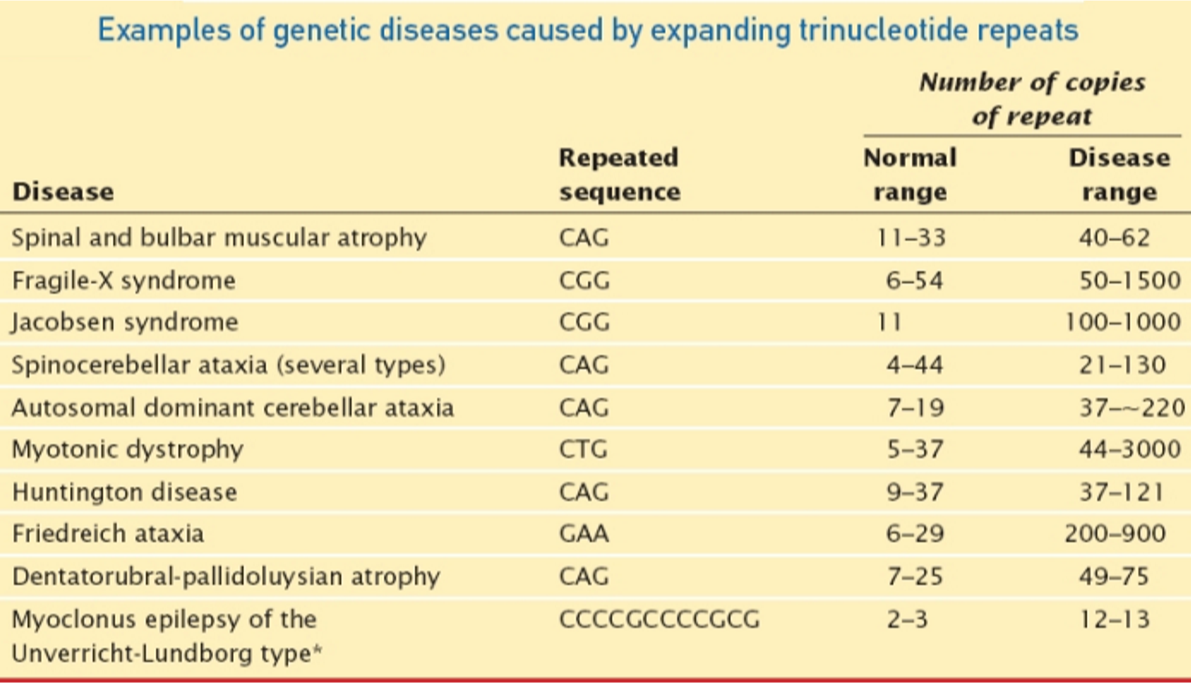 Examples of genetic diseases caused by expanding trinucleotide repeats
Number of copies
of repeat
Repeated Normal Disease
Disease sequence range range
Spinal and bulbar muscular atrophy CAG 11–33 40–62
Fragile-X syndrome CGG 6–54 50–1500
Jacobsen syndrome CGG 11 100–1000
Spinocerebellar ataxia (several types) CAG 4–44 21–130
Autosomal dominant cerebellar ataxia CAG 7–19 37–~220
Myotonic dystrophy CTG 5–37 44–3000
Huntington disease CAG 9–37 37–121
Friedreich ataxia GAA 6–29 200–900
Dentatorubral-pallidoluysian atrophy CAG 7–25 49–75
Myoclonus epilepsy of the CCCCGCCCCGCG 2–3 12–13
Unverricht-Lundborg type*